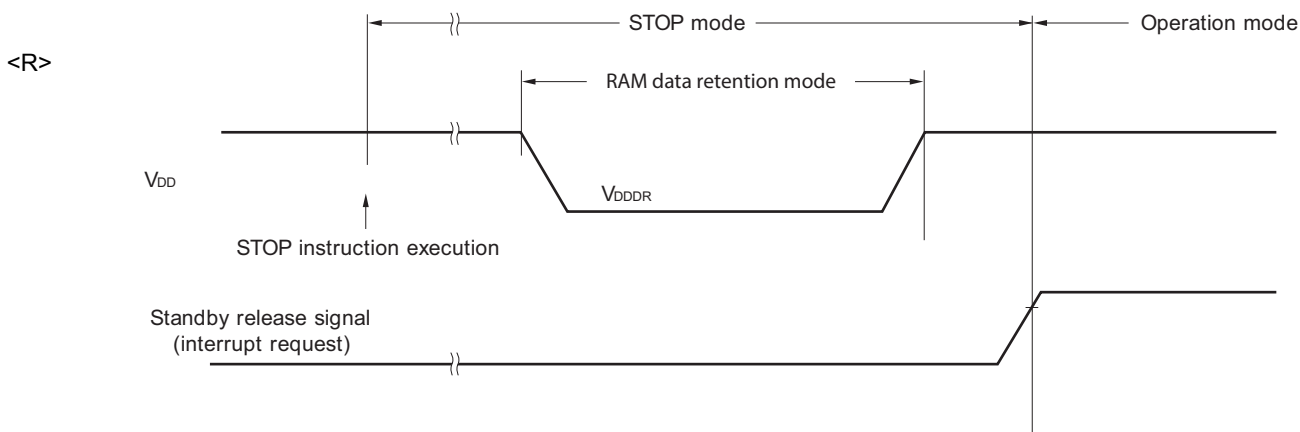 STOP mode
Operation mode
<R>
RAM data retention mode
VDD
VDDDR
STOP instruction execution
Standby release signal
(interrupt request)